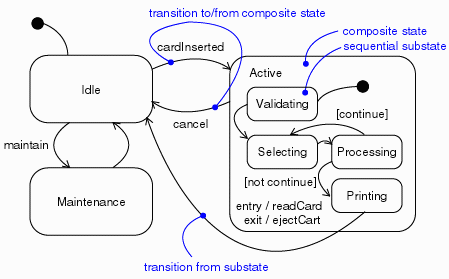 transition to/from composite state
cardInserted
composite state
sequential substate
Active
Idle
Validating
[continue]
cancel
maintain
Selecting
Processing
[not continue]
Maintenance
Printing
entry / readCard
exit / ejectCart
transition from substate